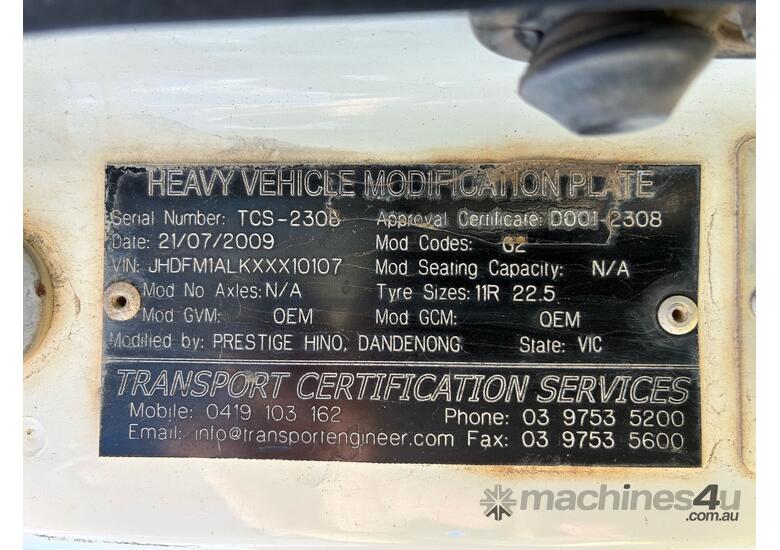 HEAVY VEHICLE MODIFICATION PLATE
Serial Number: TCS-2308 Approval Certificate: D001-2308
Date: 21/07/2009 Mod Codes: G2
VIN: JHDFM1ALKXXX10107 Mod Seating Capacity: N/A
Mod No Axles: N/A Tyre Sizes: 11R 22.5
Mod GVM: OEM Mod GCM: OEM
Modified by: PRESTIGE HINO, DANDENONG State: VIC
TRANSPORT CERTIFICATION SERVICES
Mobile: 0419 103 162 Phone: 03 9753 5200
Email: info@transportengineer.com Fax: 03 9753 5600
machines4u
.com.au